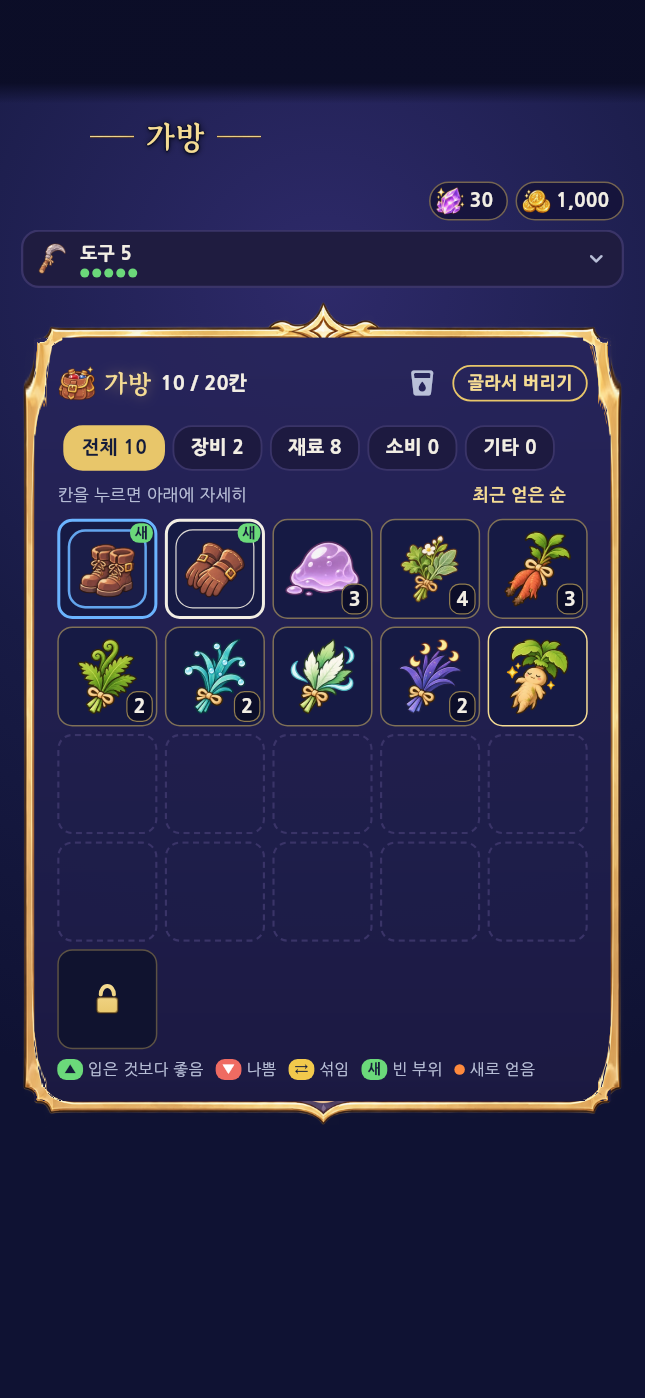 가방
30 1,000
도구 5
가방 10 / 20칸 골라서 버리기
전체 10 장비 2 재료 8 소비 0 기타 0
칸을 누르면 아래에 자세히 최근 얻은 순
새 새
3 4 3
2 2 2
입은 것보다 좋음 나쁨 섞임 새 빈 부위 새로 얻음